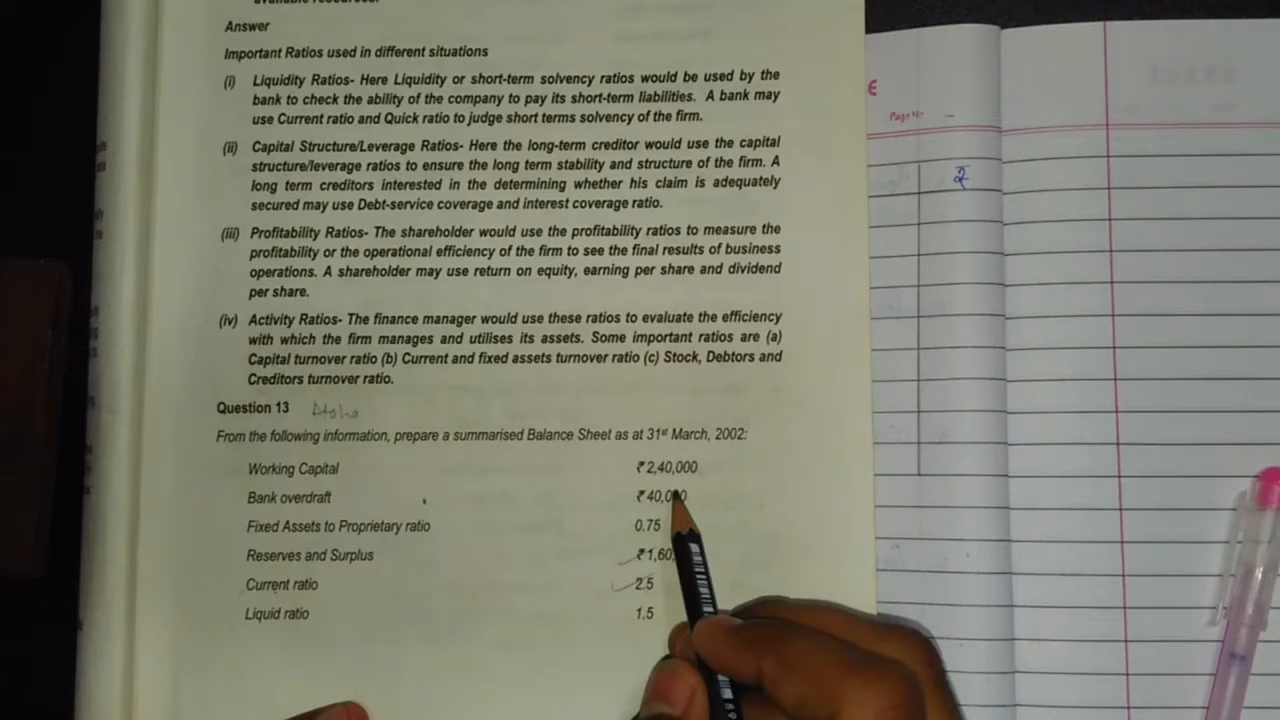 Answer
Important Ratios used in different situations
(i) Liquidity Ratios- Here Liquidity or short-term solvency ratios would be used by the
bank to check the ability of the company to pay its short-term liabilities. A bank may
use Current ratio and Quick ratio to judge short terms solvency of the firm.
(ii) Capital Structure/Leverage Ratios- Here the long-term creditor would use the capital
structure/leverage ratios to ensure the long term stability and structure of the firm. A
long term creditors interested in the determining whether his claim is adequately
secured may use Debt-service coverage and interest coverage ratio.
(iii) Profitability Ratios- The shareholder would use the profitability ratios to measure the
profitability or the operational efficiency of the firm to see the final results of business
operations. A shareholder may use return on equity, earning per share and dividend
per share.
(iv) Activity Ratios- The finance manager would use these ratios to evaluate the efficiency
with which the firm manages and utilises its assets. Some important ratios are (a)
Capital turnover ratio (b) Current and fixed assets turnover ratio (c) Stock, Debtors and
Creditors turnover ratio.
Question 13
From the following information, prepare a summarised Balance Sheet as at 31st March, 2002:
Working Capital ₹2,40,000
Bank overdraft ₹40,000
Fixed Assets to Proprietary ratio 0.75
Reserves and Surplus ₹1,60,
Current ratio 2.5
Liquid ratio 1.5
Page No
₹